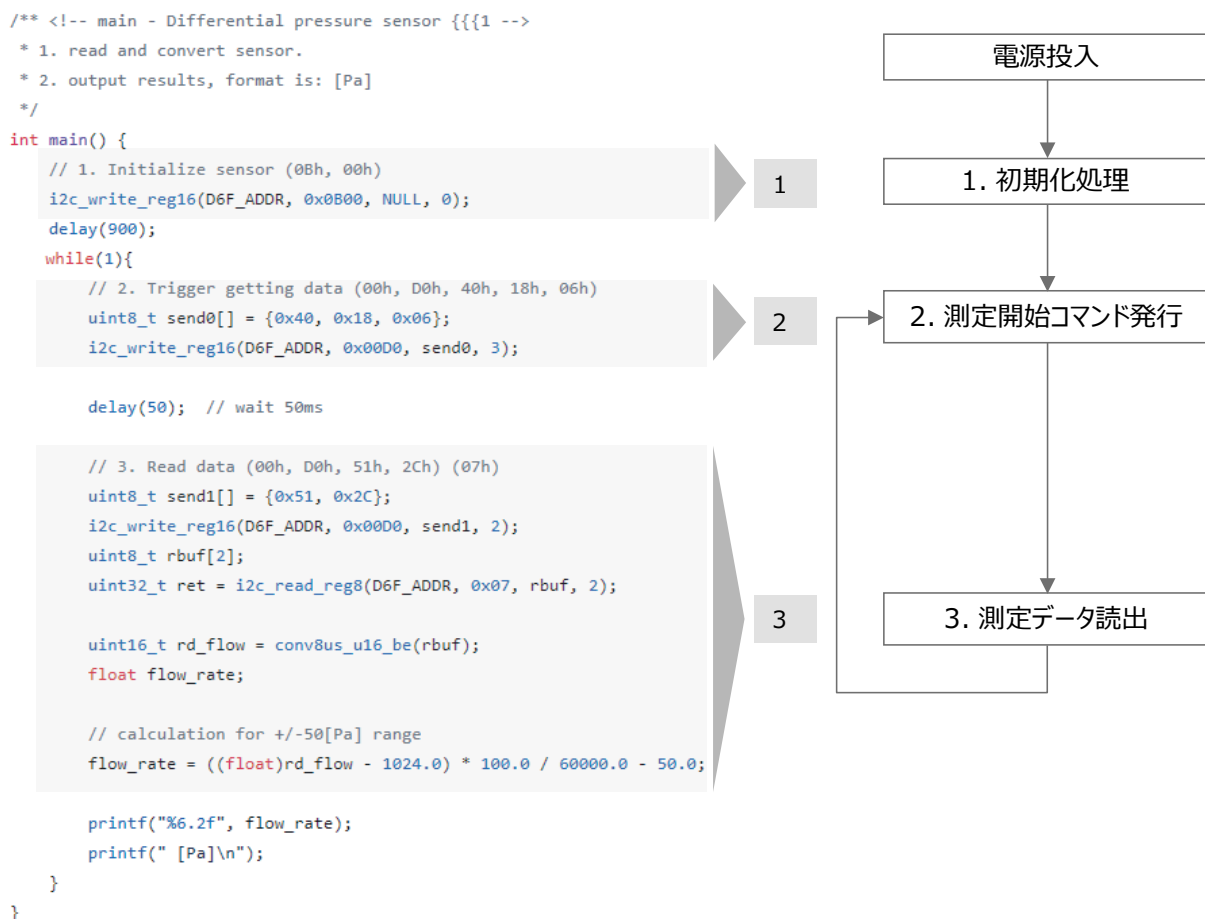 /** <!-- main - Differential pressure sensor {{{1 -->
 * 1. read and convert sensor.
 * 2. output results, format is: [Pa]
 */
int main() {
    // 1. Initialize sensor (0Bh, 00h)
    i2c_write_reg16(D6F_ADDR, 0x0B00, NULL, 0);
    delay(900);
    while(1){
        // 2. Trigger getting data (00h, D0h, 40h, 18h, 06h)
        uint8_t send0[] = {0x40, 0x18, 0x06};
        i2c_write_reg16(D6F_ADDR, 0x00D0, send0, 3);
        delay(50);  // wait 50ms
        // 3. Read data (00h, D0h, 51h, 2Ch) (07h)
        uint8_t send1[] = {0x51, 0x2C};
        i2c_write_reg16(D6F_ADDR, 0x00D0, send1, 2);
        uint8_t rbuf[2];
        uint32_t ret = i2c_read_reg8(D6F_ADDR, 0x07, rbuf, 2);
        uint16_t rd_flow = conv8us_u16_be(rbuf);
        float flow_rate;
        // calculation for +/-50[Pa] range
        flow_rate = ((float)rd_flow - 1024.0) * 100.0 / 60000.0 - 50.0;
        printf("%6.2f", flow_rate);
        printf(" [Pa]\n");
    }
}
1
2
3
電源投入
1. 初期化処理
2. 測定開始コマンド発行
3. 測定データ読出